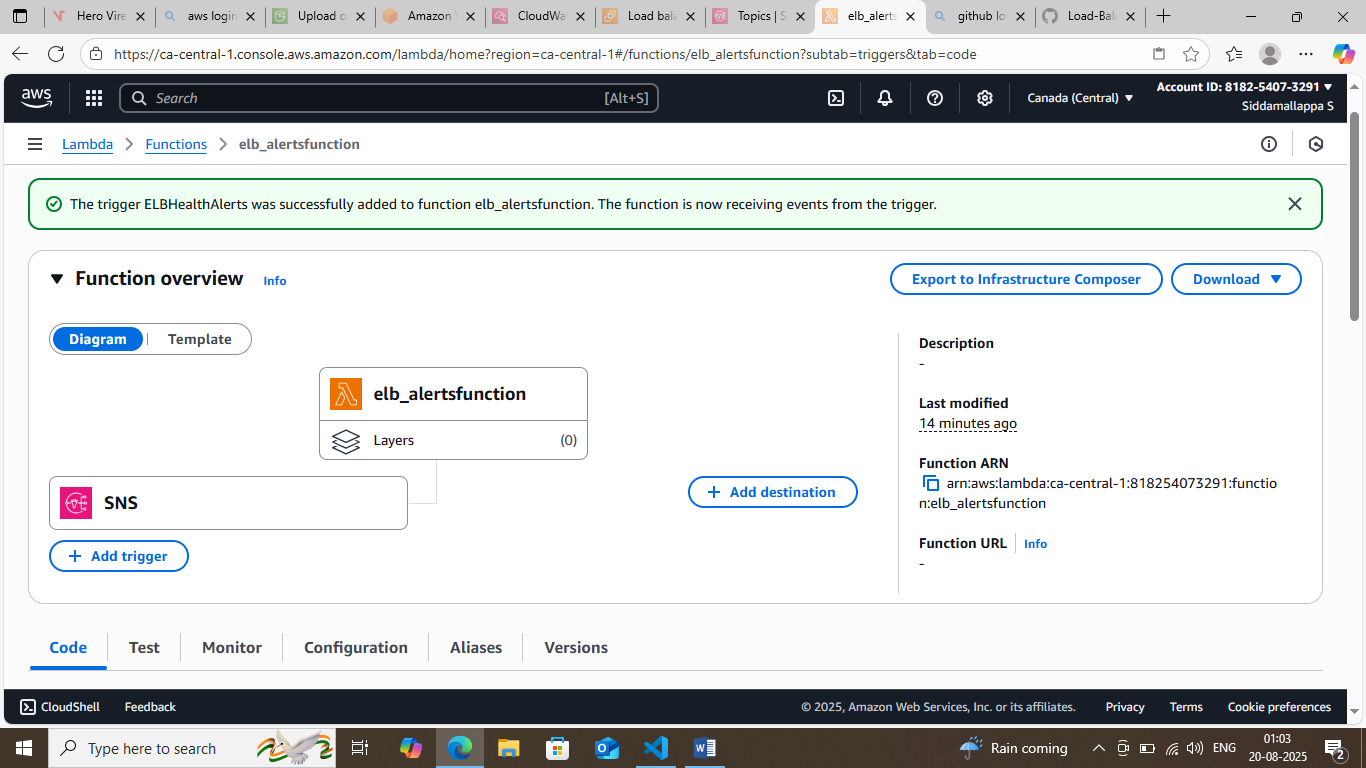 Hero Vire
aws login
Upload o
Amazon
CloudWa
Load bala
Topics | S
elb_alerts
github lo
Load-Bala
https://ca-central-1.console.aws.amazon.com/lambda/home?region=ca-central-1#/functions/elb_alertsfunction?subtab=triggers&tab=code
aws
Search
[Alt+S]
Canada (Central)
Account ID: 8182-5407-3291
Siddamallappa S
Lambda
Functions
elb_alertsfunction
The trigger ELBHealthAlerts was successfully added to function elb_alertsfunction. The function is now receiving events from the trigger.
Function overview Info
Export to Infrastructure Composer
Download
Diagram
Template
elb_alertsfunction
Layers (0)
SNS
Add trigger
Add destination
Description
-
Last modified
14 minutes ago
Function ARN
arn:aws:lambda:ca-central-1:818254073291:functio
n:elb_alertsfunction
Function URL Info
-
Code
Test
Monitor
Configuration
Aliases
Versions
CloudShell
Feedback
© 2025, Amazon Web Services, Inc. or its affiliates.
Privacy
Terms
Cookie preferences
Type here to search
Rain coming
ENG
01:03
20-08-2025
2